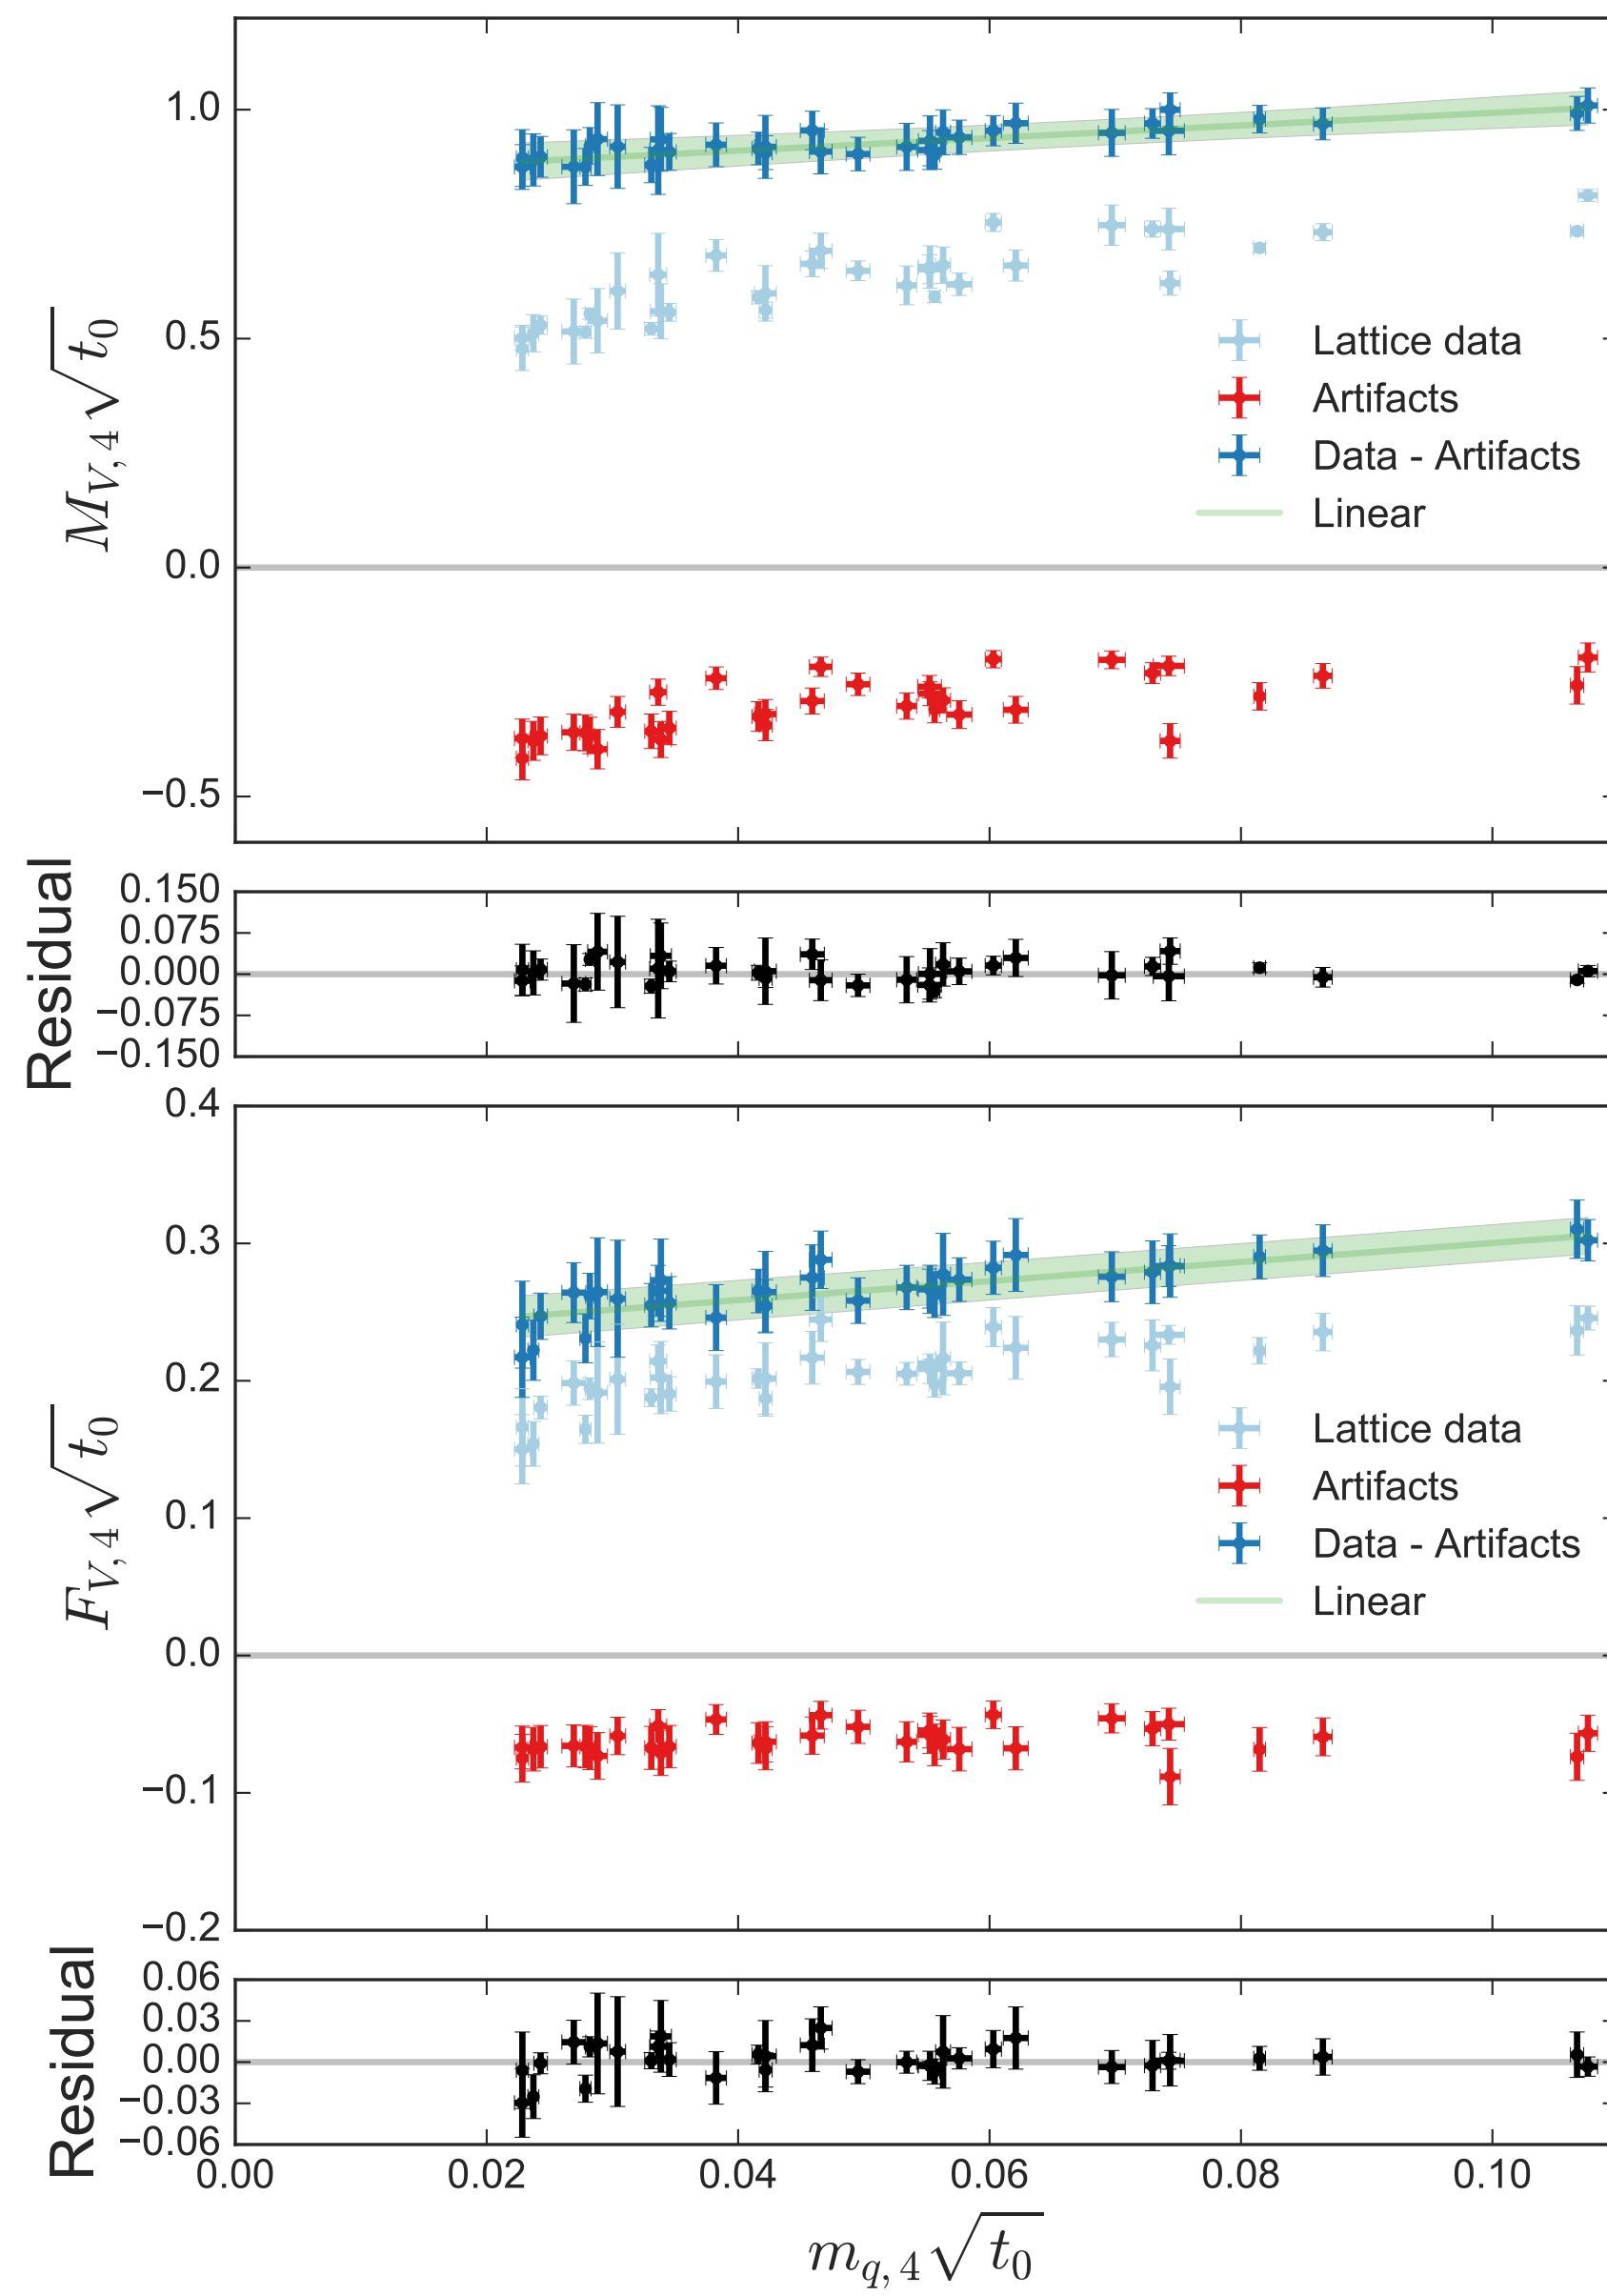 1.0
0.5
0.0
−0.5
M_{V,4}√t_0
Lattice data
Artifacts
Data - Artifacts
Linear
0.150
0.075
0.000
−0.075
−0.150
Residual
0.4
0.3
0.2
0.1
0.0
−0.1
−0.2
F_{V,4}√t_0
Lattice data
Artifacts
Data - Artifacts
Linear
0.06
0.03
0.00
−0.03
−0.06
Residual
0.00 0.02 0.04 0.06 0.08 0.10
m_{q,4}√t_0